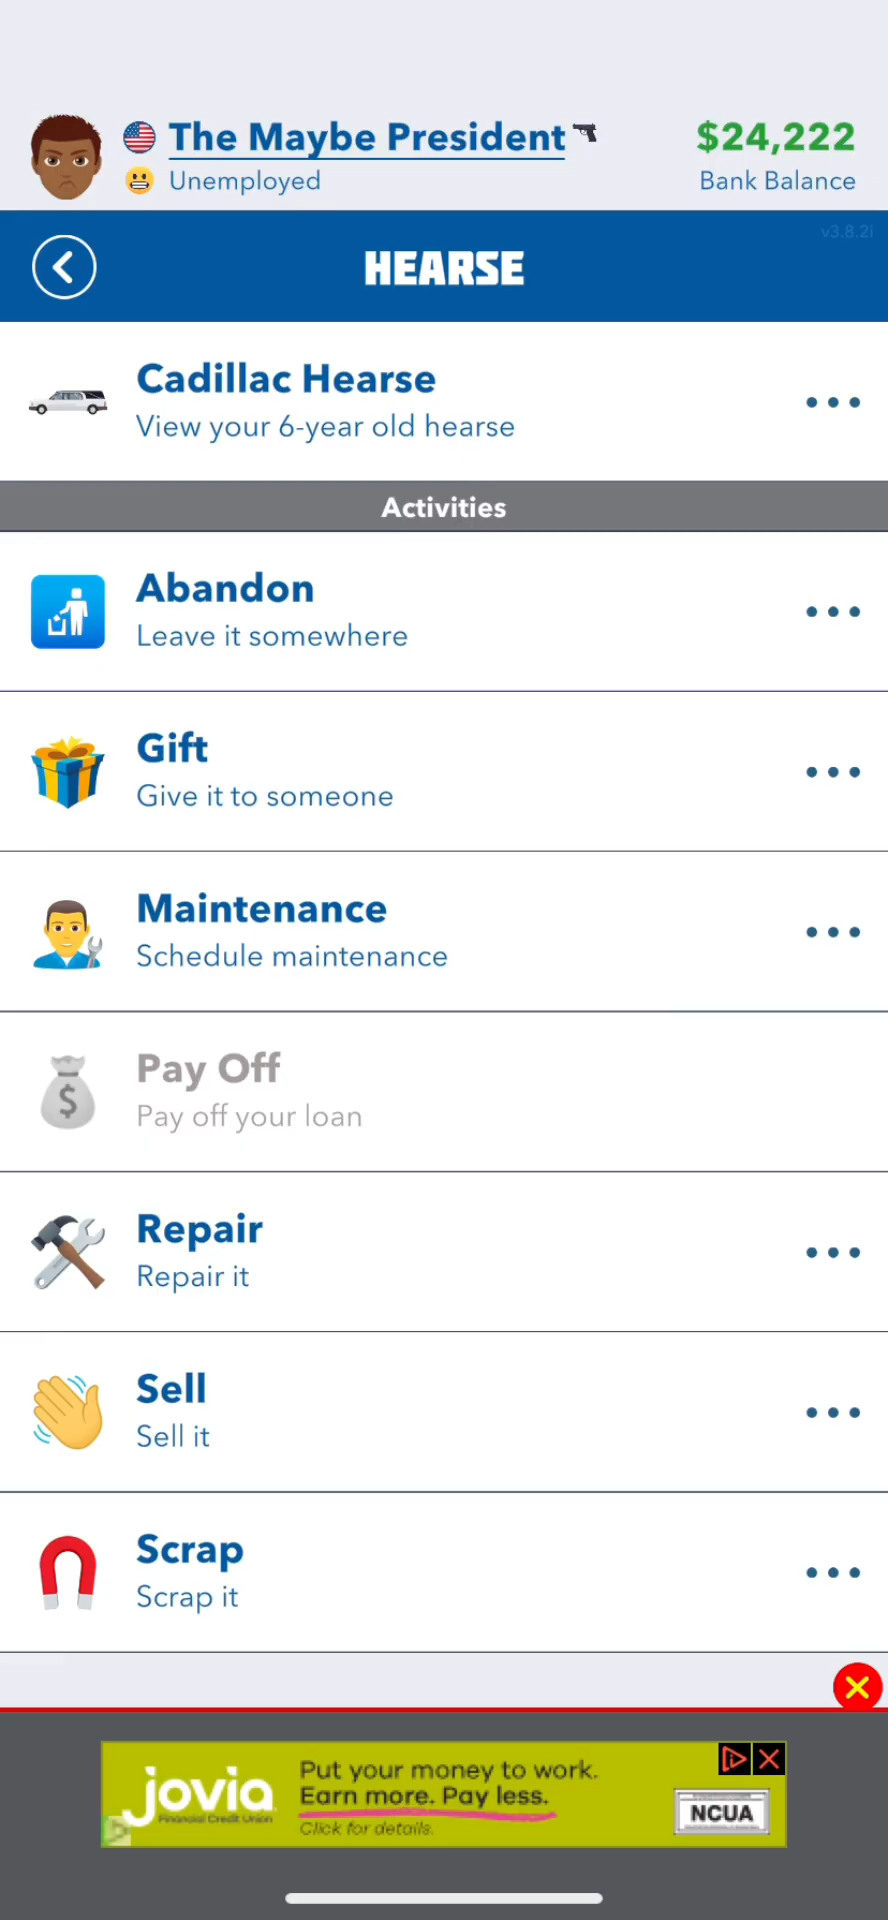 The Maybe President
$24,222
Unemployed
Bank Balance
v3.8.2i
HEARSE
Cadillac Hearse
View your 6-year old hearse
Activities
Abandon
Leave it somewhere
Gift
Give it to someone
Maintenance
Schedule maintenance
$
Pay Off
Pay off your loan
Repair
Repair it
Sell
Sell it
Scrap
Scrap it
jovia
Financial Credit Union
Put your money to work.
Earn more. Pay less.
Click for details.
NCUA